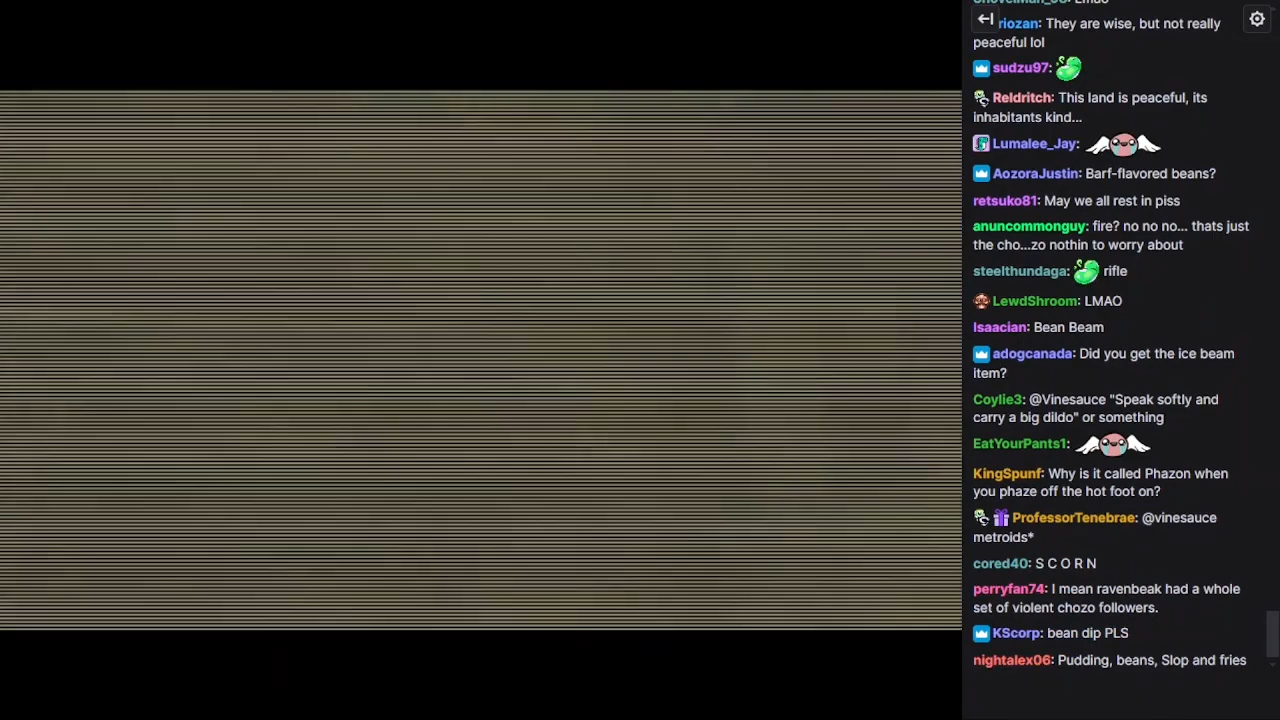 riozan: They are wise, but not really
peaceful lol
sudzu97:
Reldritch: This land is peaceful, its
inhabitants kind...
Lumalee_Jay:
AozoraJustin: Barf-flavored beans?
retsuko81: May we all rest in piss
anuncommonguy: fire? no no no... thats just
the cho...zo nothin to worry about
steelthundaga: rifle
LewdShroom: LMAO
Isaacian: Bean Beam
adogcanada: Did you get the ice beam
item?
Coylie3: @Vinesauce "Speak softly and
carry a big dildo" or something
EatYourPants1:
KingSpunf: Why is it called Phazon when
you phaze off the hot foot on?
ProfessorTenebrae: @vinesauce
metroids*
cored40: S C O R N
perryfan74: I mean ravenbeak had a whole
set of violent chozo followers.
KScorp: bean dip PLS
nightalex06: Pudding, beans, Slop and fries